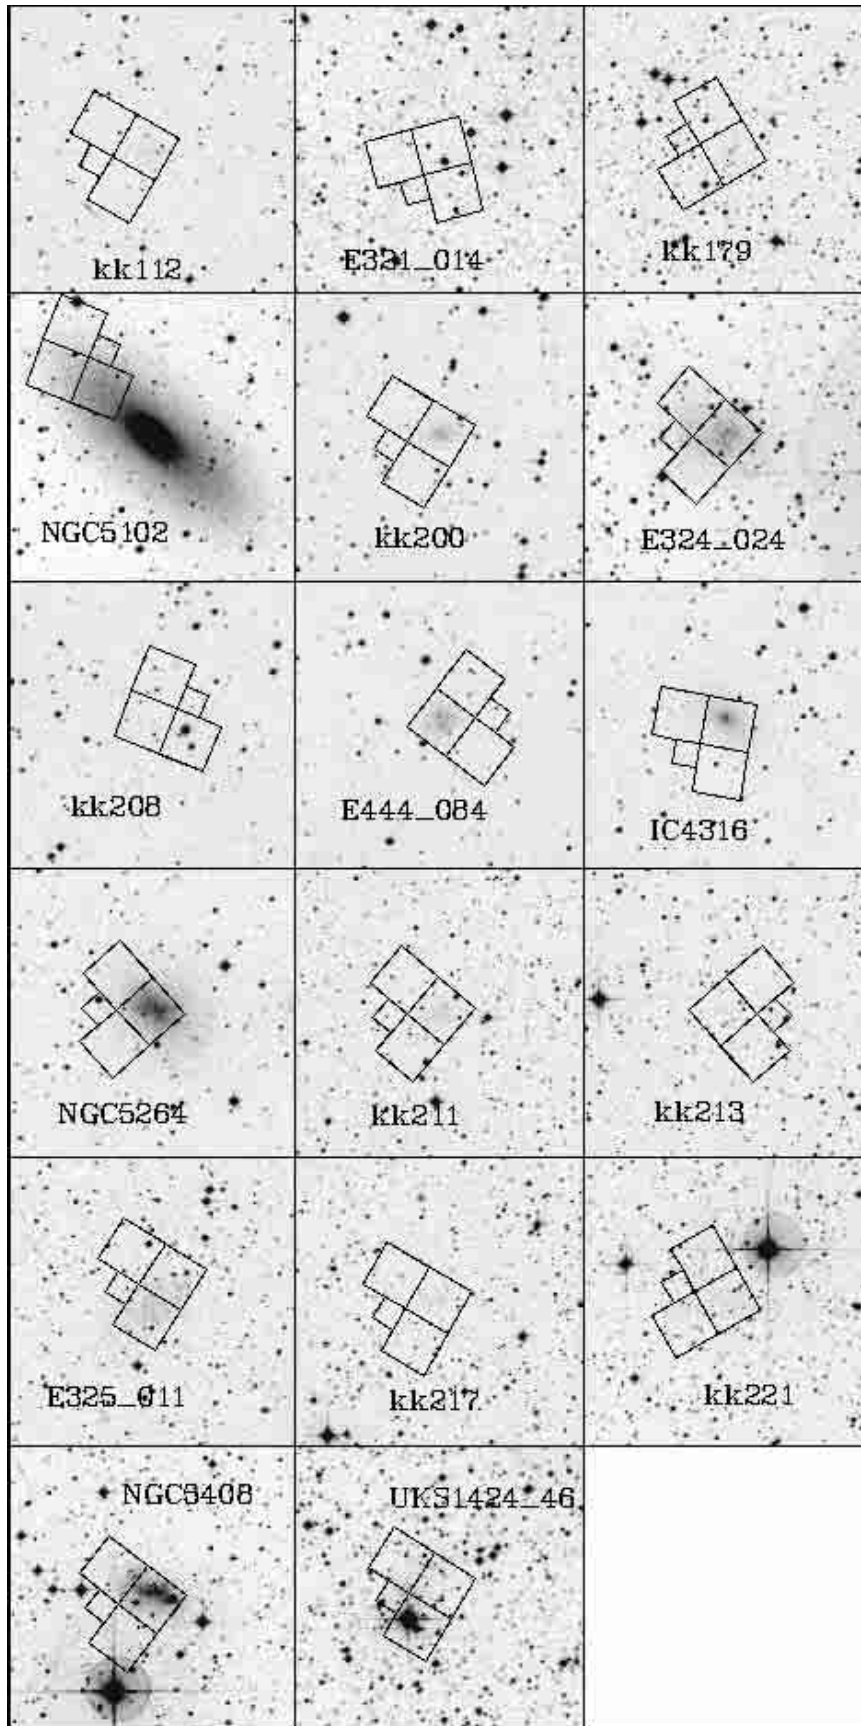 kk112
E321_014
kk179
NGC5102
kk200
E324_024
kk208
E444_084
IC4316
NGC5264
kk211
kk213
E325_011
kk217
kk221
NGC5408
UKS1424_46